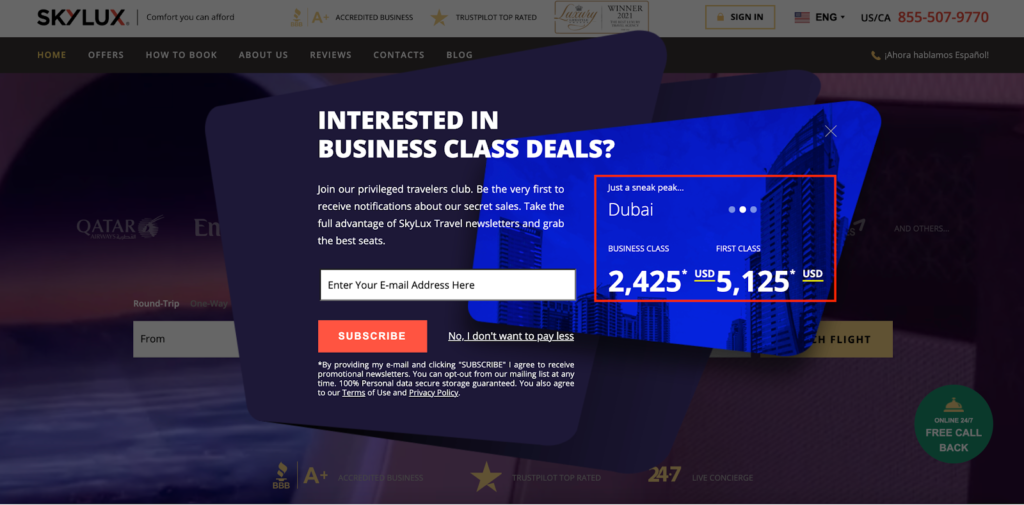 SKYLUX.
Comfort you can afford
A+ ACCREDITED BUSINESS
TRUSTPILOT TOP RATED
Luxury
WINNER
2021
SIGN IN
ENG
US/CA 855-507-9770
HOME
OFFERS
HOW TO BOOK
ABOUT US
REVIEWS
CONTACTS
BLOG
¡Ahora hablamos Español!
INTERESTED IN
BUSINESS CLASS DEALS?
Join our privileged travelers club. Be the very first to
receive notifications about our secret sales. Take the
full advantage of SkyLux Travel newsletters and grab
the best seats.
Enter Your E-mail Address Here
SUBSCRIBE
No, I don't want to pay less
*By providing my e-mail and clicking "SUBSCRIBE" I agree to receive
promotional newsletters. You can opt-out from our mailing list at any
time. 100% Personal data secure storage guaranteed. You also agree
to our Terms of Use and Privacy Policy.
Just a sneak peak...
Dubai
BUSINESS CLASS
FIRST CLASS
2,425* USD
5,125* USD
QATAR
AIRWAYS
AND OTHERS...
Round-Trip
One-Way
From
FLIGHT
ONLINE 24/7
FREE CALL
BACK
BBB
A+ ACCREDITED BUSINESS
TRUSTPILOT TOP RATED
24·7
LIVE CONCIERGE